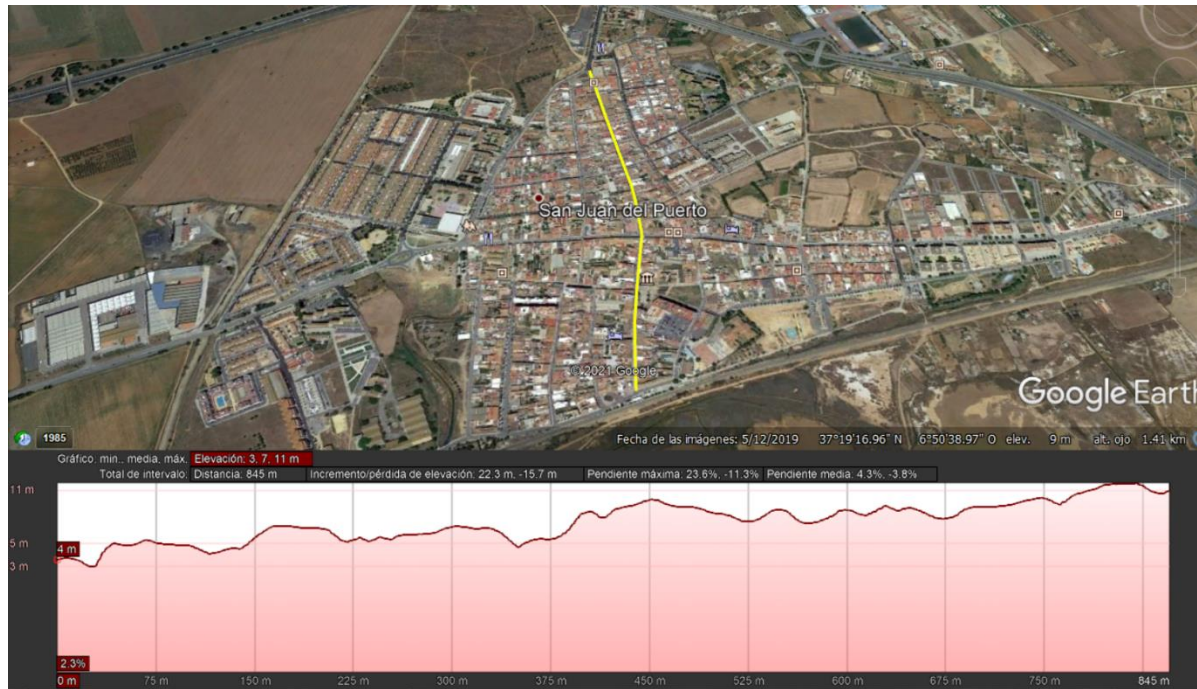 San Juan del Puerto
© 2021 Google
Google Earth
1985
Fecha de las imágenes: 5/12/2019 37°19'16.96" N 6°50'38.97" O elev. 9 m alt. ojo 1.41 km
Gráfico: min., media, máx. Elevación: 3, 7, 11 m
Total de intervalo: Distancia: 845 m Incremento/pérdida de elevación: 22.3 m, -15.7 m Pendiente máxima: 23.6%, -11.3% Pendiente media: 4.3%, -3.8%
11 m
5 m
4 m
3 m
2.3%
0 m 75 m 150 m 225 m 300 m 375 m 450 m 525 m 600 m 675 m 750 m 845 m